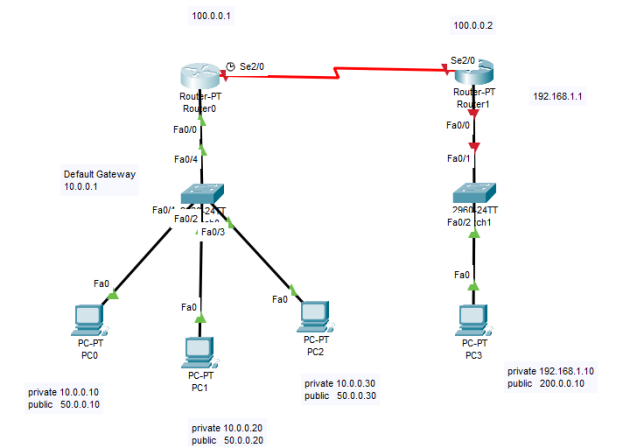 100.0.0.1
100.0.0.2
Se2/0
Se2/0
Router-PT
Router0
Router-PT
Router1
192.168.1.1
Fa0/0
Fa0/4
Fa0/0
Fa0/1
Default Gateway
10.0.0.1
Fa0/1
24TT
Fa0/2
Fa0/3
2960-24TT
Fa0/2
Fa0
PC-PT
PC0
Fa0
PC-PT
PC1
Fa0
PC-PT
PC2
Fa0
PC-PT
PC3
private 10.0.0.10
public 50.0.0.10
private 10.0.0.20
public 50.0.0.20
private 10.0.0.30
public 50.0.0.30
private 192.168.1.10
public 200.0.0.10